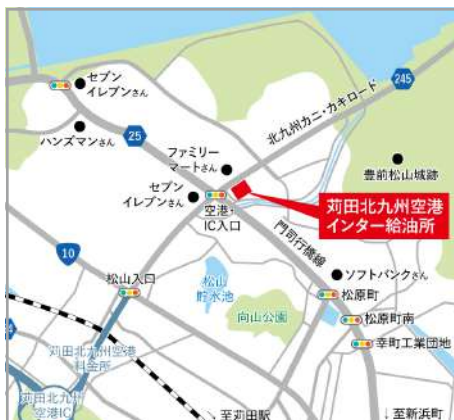 セブン
イレブンさん
245
ハンズマンさん
25
北九州カニ・カキロード
ファミリー
マートさん
豊前松山城跡
セブン
イレブンさん
空港・
IC入口
苅田北九州空港
インター給油所
門司行橋線
10
松山入口
松山
貯水池
ソフトバンクさん
松原町
向山公園
松原町南
苅田北九州空港
料金所
幸町工業団地
苅田北九州
空港IC
↓至苅田駅
↓至新浜町